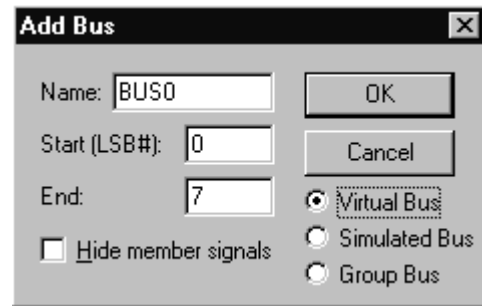 Add Bus
Name: BUS0
OK
Start (LSB#): 0
Cancel
End: 7
Virtual Bus
Simulated Bus
Hide member signals
Group Bus